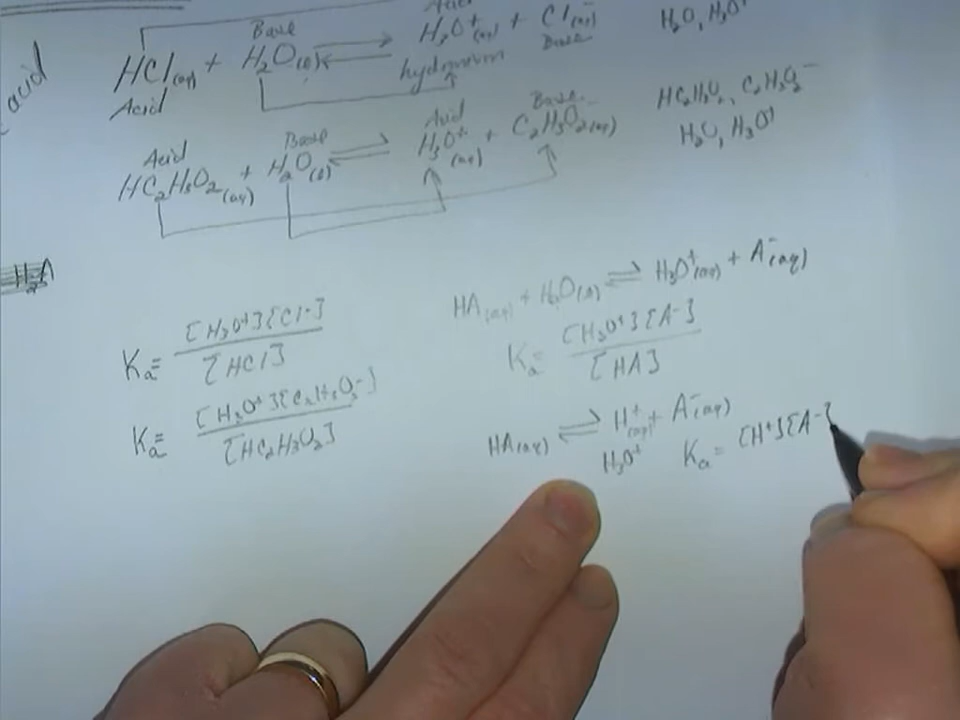 acid
Base
Acid
HCl(aq) + H2O(l) ⇌ H3O+(aq) + Cl-(aq)
Acid
hydronium
Base
H2O, H3O+
Acid
Base
Acid
Base
HC2H3O2(aq) + H2O(l) ⇌ H3O+(aq) + C2H3O2-(aq)
HC2H3O2, C2H3O2-
H2O, H3O+
H2A
Ka = [H3O+][Cl-] / [HCl]
Ka = [H3O+][C2H3O2-] / [HC2H3O2]
HA(aq) + H2O(l) ⇌ H3O+(aq) + A-(aq)
Ka = [H3O+][A-] / [HA]
HA(aq) ⇌ H+(aq) + A-(aq)
H3O+
Ka = [H+][A-]